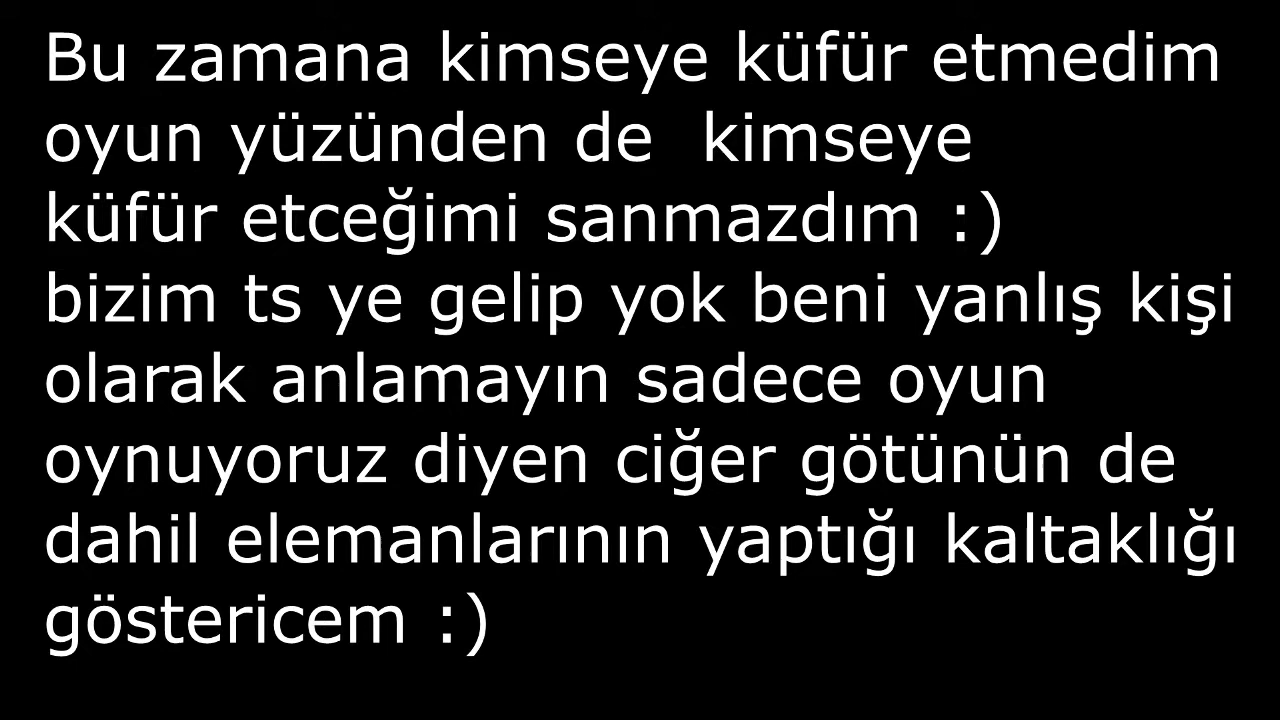 Bu zamana kimseye küfür etmedim
oyun yüzünden de  kimseye
küfür etceğimi sanmazdım :)
bizim ts ye gelip yok beni yanlış kişi
olarak anlamayın sadece oyun
oynuyoruz diyen ciğer götünün de
dahil elemanlarının yaptığı kaltaklığı
göstericem :)